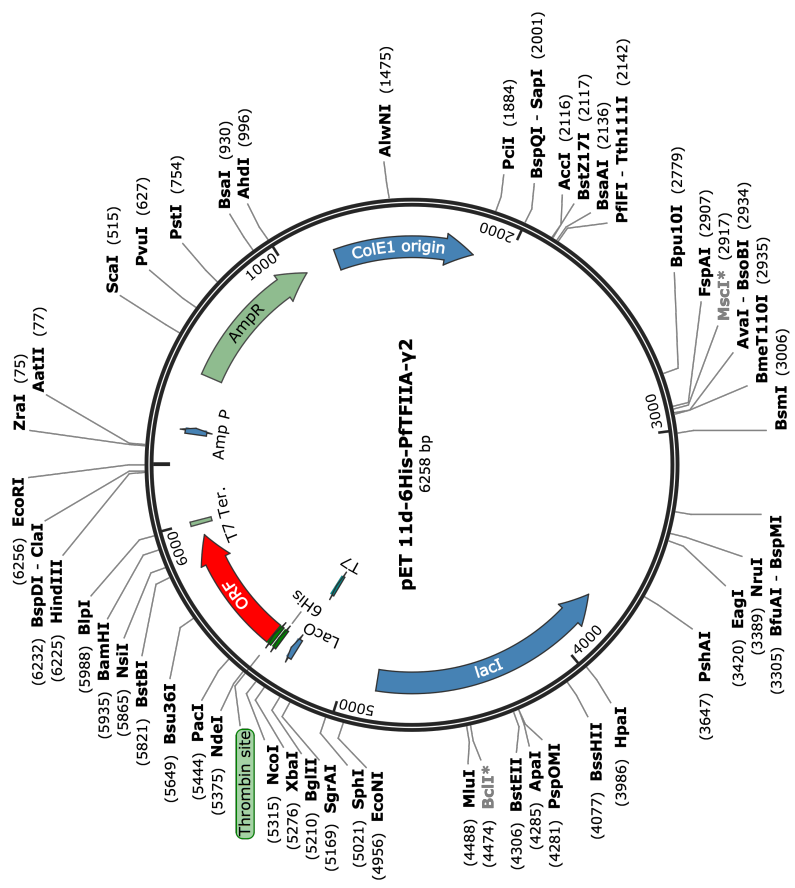 AlwNI (1475)
PciI (1884)
BspQI - SapI (2001)
AccI (2116)
BstZ17I (2117)
BsaAI (2136)
PflFI - Tth111I (2142)
Bpu10I (2779)
FspAI (2907)
MscI* (2917)
AvaI - BsoBI (2934)
BmeT110I (2935)
BsmI (3006)
(3305) BfuAI - BspMI
(3389) NruI
(3420) EagI
(3647) PshAI
(3986) HpaI
(4077) BssHII
(4281) PspOMI
(4285) ApaI
(4306) BstEII
(4474) BclI*
(4488) MluI
(4956) EcoNI
(5021) SphI
(5169) SgrAI
(5210) BglII
(5276) XbaI
(5315) NcoI
Thrombin site
(5375) NdeI
(5444) PacI
(5649) Bsu36I
(5821) BstBI
(5865) NsiI
(5935) BamHI
(5988) BlpI
(6225) HindIII
(6232) BspDI - ClaI
(6256) EcoRI
ZraI (75)
AatII (77)
ScaI (515)
PvuI (627)
PstI (754)
BsaI (930)
AhdI (996)
1000
2000
3000
4000
5000
6000
ColE1 origin
AmpR
Amp P
T7 Ter.
ORF
6His
LacO
T7
lacI
pET 11d-6His-PfTFIIA-γ2
6258 bp